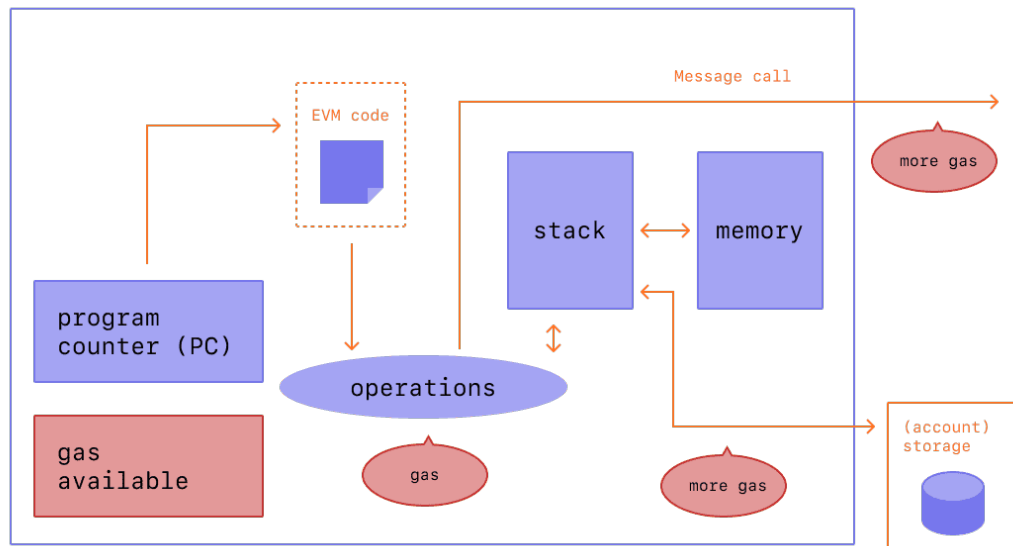 Message call
EVM code
more gas
stack
memory
program
counter (PC)
operations
gas
available
gas
more gas
(account)
storage